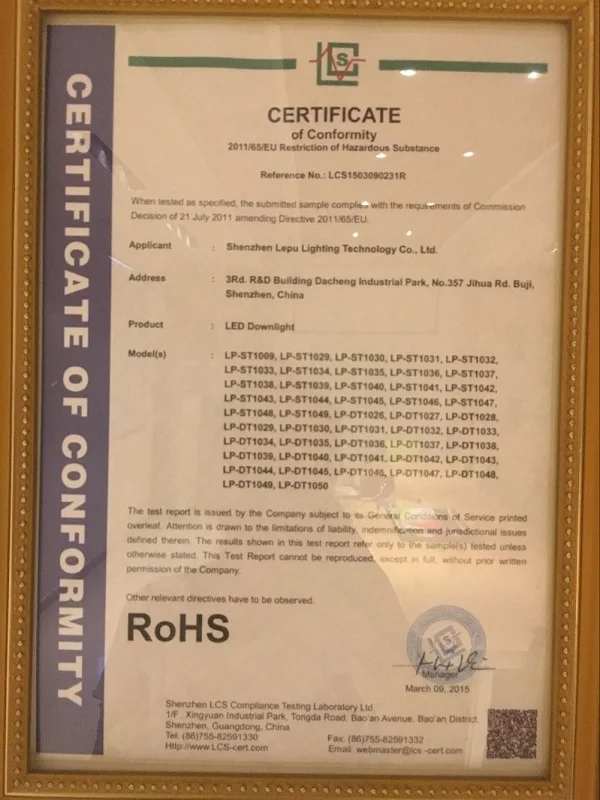 CERTIFICATE OF CONFORMITY
LCS
CERTIFICATE
of Conformity
2011/65/EU Restriction of Hazardous Substance
Reference No.: LCS1503090231R
When tested as specified, the submitted sample complies with the requirements of Commission
Decision of 21 July 2011 amending Directive 2011/65/EU.
Applicant : Shenzhen Lepu Lighting Technology Co., Ltd.
Address : 3Rd. R&D Building Dacheng Industrial Park, No.357 Jihua Rd. Buji,
Shenzhen, China
Product : LED Downlight
Model(s) : LP-ST1009, LP-ST1029, LP-ST1030, LP-ST1031, LP-ST1032,
LP-ST1033, LP-ST1034, LP-ST1035, LP-ST1036, LP-ST1037,
LP-ST1038, LP-ST1039, LP-ST1040, LP-ST1041, LP-ST1042,
LP-ST1043, LP-ST1044, LP-ST1045, LP-ST1046, LP-ST1047,
LP-ST1048, LP-ST1049, LP-DT1026, LP-DT1027, LP-DT1028,
LP-DT1029, LP-DT1030, LP-DT1031, LP-DT1032, LP-DT1033,
LP-DT1034, LP-DT1035, LP-DT1036, LP-DT1037, LP-DT1038,
LP-DT1039, LP-DT1040, LP-DT1041, LP-DT1042, LP-DT1043,
LP-DT1044, LP-DT1045, LP-DT1046, LP-DT1047, LP-DT1048,
LP-DT1049, LP-DT1050
The test report is issued by the Company subject to its General Conditions of Service printed
overleaf. Attention is drawn to the limitations of liability, indemnification and jurisdictional issues
defined therein. The results shown in this test report refer only to the sample(s) tested unless
otherwise stated. This Test Report cannot be reproduced, except in full, without prior written
permission of the Company.
Other relevant directives have to be observed.
RoHS
Manager
March 09, 2015
Shenzhen LCS Compliance Testing Laboratory Ltd.
1/F., Xingyuan Industrial Park, Tongda Road, Bao'an Avenue, Bao'an District,
Shenzhen, Guangdong, China
Tel: (86)755-82591330 Fax: (86)755-82591332
Http://www.LCS-cert.com Email: webmaster@lcs-cert.com